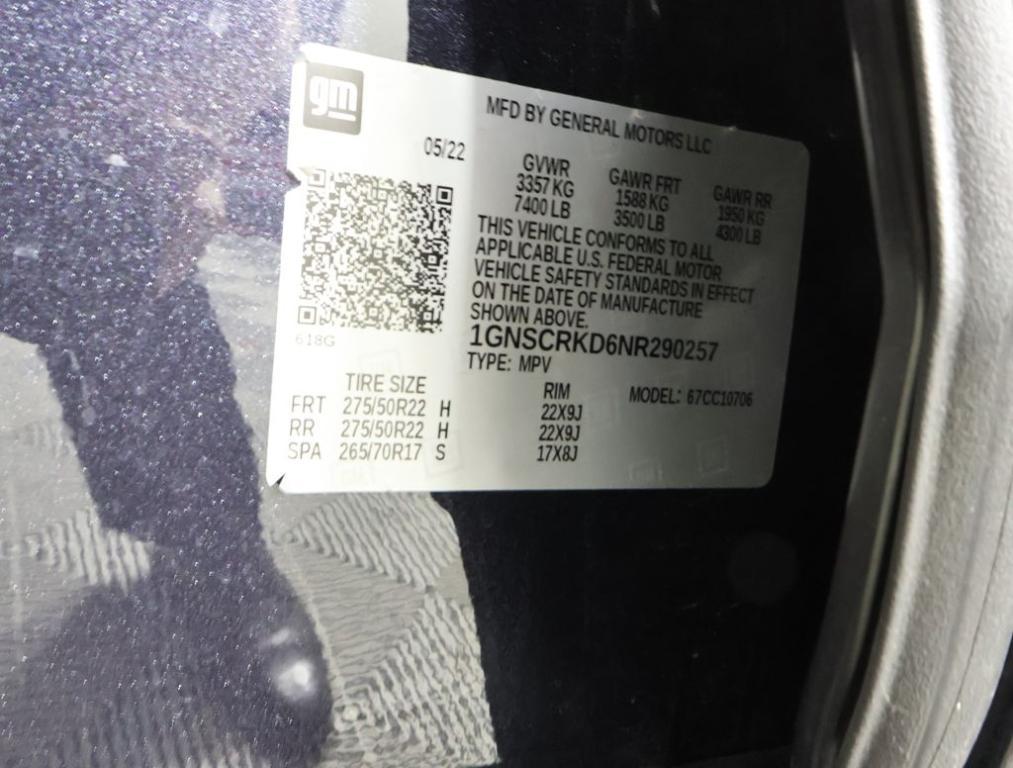 gm
MFD BY GENERAL MOTORS LLC
05/22
GVWR GAWR FRT GAWR RR
3357 KG 1588 KG 1950 KG
7400 LB 3500 LB 4300 LB
THIS VEHICLE CONFORMS TO ALL
APPLICABLE U.S. FEDERAL MOTOR
VEHICLE SAFETY STANDARDS IN EFFECT
ON THE DATE OF MANUFACTURE
SHOWN ABOVE.
618G
1GNSCRKD6NR290257
TYPE: MPV
TIRE SIZE RIM MODEL: 67CC10706
FRT 275/50R22 H 22X9J
RR 275/50R22 H 22X9J
SPA 265/70R17 S 17X8J